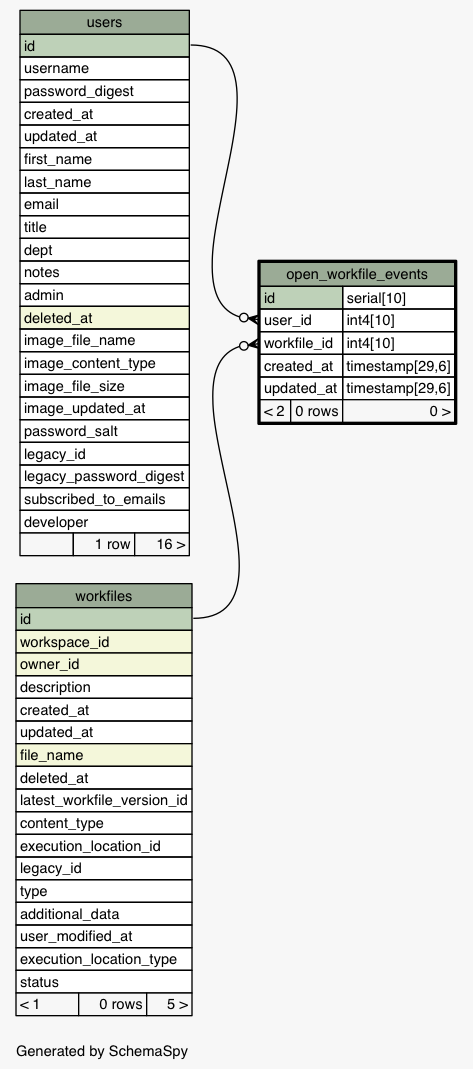 users
id
username
password_digest
created_at
updated_at
first_name
last_name
email
title
dept
notes
admin
deleted_at
image_file_name
image_content_type
image_file_size
image_updated_at
password_salt
legacy_id
legacy_password_digest
subscribed_to_emails
developer
1 row 16 >
open_workfile_events
id serial[10]
user_id int4[10]
workfile_id int4[10]
created_at timestamp[29,6]
updated_at timestamp[29,6]
< 2 0 rows 0 >
workfiles
id
workspace_id
owner_id
description
created_at
updated_at
file_name
deleted_at
latest_workfile_version_id
content_type
execution_location_id
legacy_id
type
additional_data
user_modified_at
execution_location_type
status
< 1 0 rows 5 >
Generated by SchemaSpy